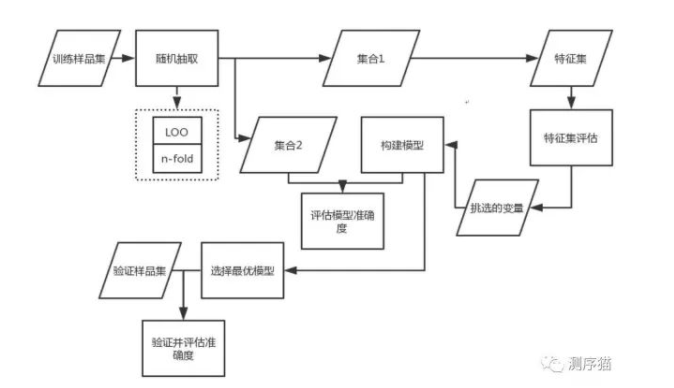 训练样品集
随机抽取
集合1
特征集
LOO
n-fold
集合2
构建模型
特征集评估
评估模型准确
度
挑选的变量
验证样品集
选择最优模型
验证并评估准
确度
测序猫